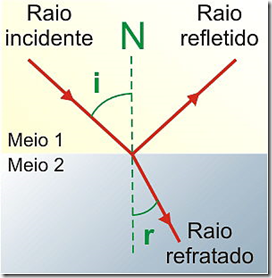 Raio
incidente
N
Raio
refletido
i
Meio 1
Meio 2
r
Raio
refratado